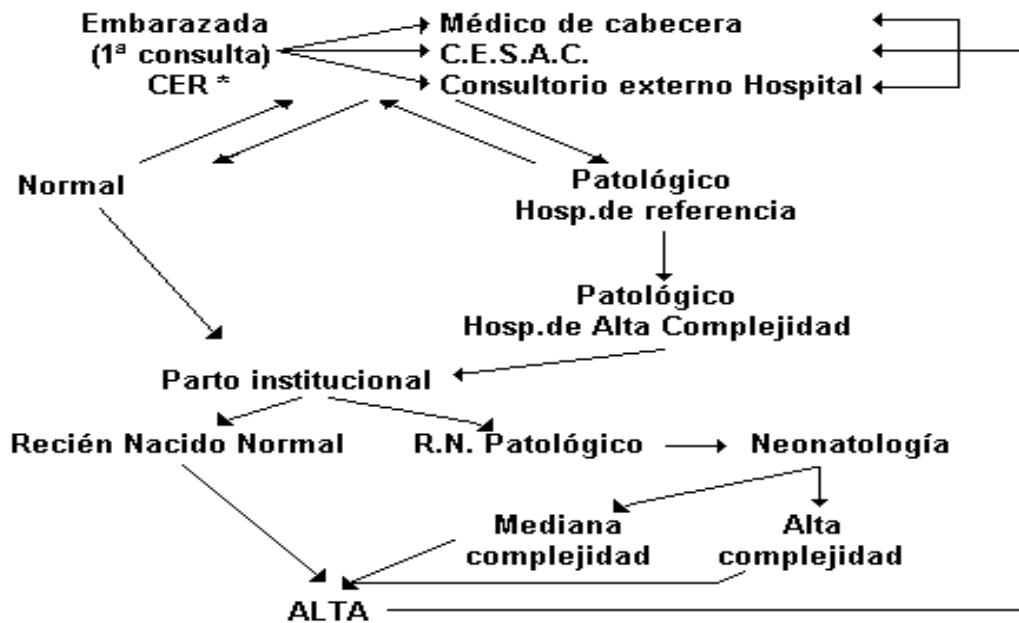 Embarazada
(1ª consulta)
CER *
Médico de cabecera
C.E.S.A.C.
Consultorio externo Hospital
Normal
Patológico
Hosp.de referencia
Patológico
Hosp.de Alta Complejidad
Parto institucional
Recién Nacido Normal
R.N. Patológico
Neonatología
Mediana
complejidad
Alta
complejidad
ALTA